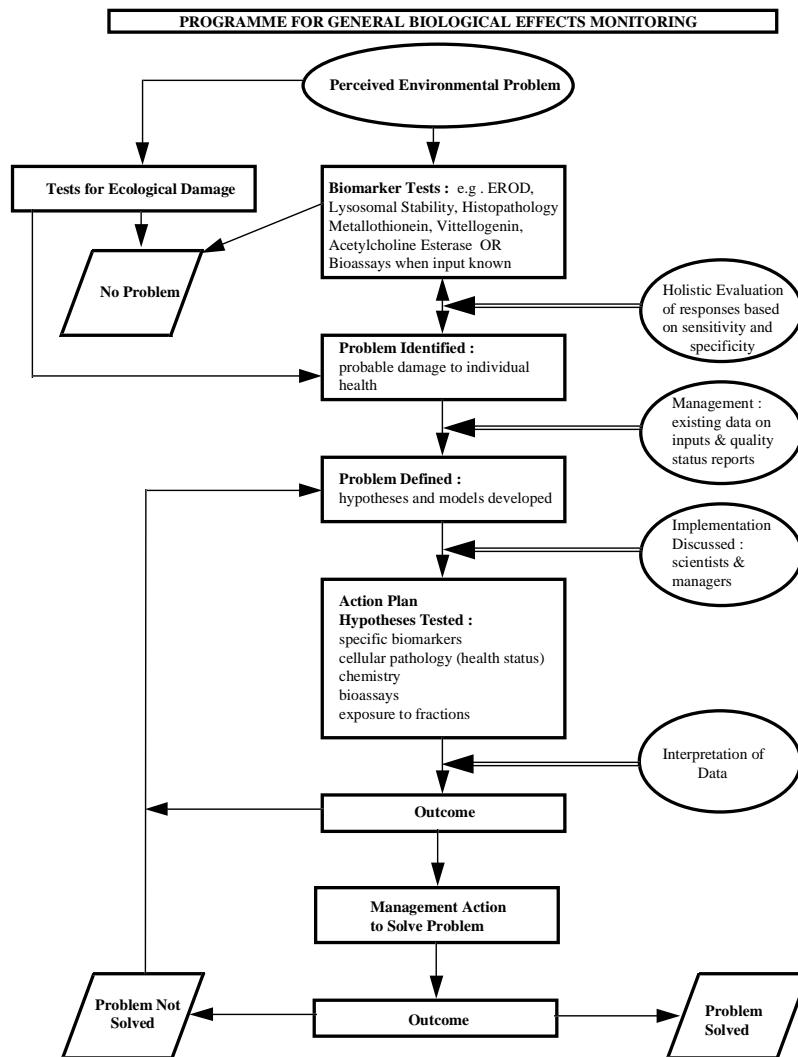 PROGRAMME FOR GENERAL BIOLOGICAL EFFECTS MONITORING
Perceived Environmental Problem
Tests for Ecological Damage
Biomarker Tests : e.g . EROD,
Lysosomal Stability, Histopathology
Metallothionein, Vittellogenin,
Acetylcholine Esterase OR
Bioassays when input known
No Problem
Holistic Evaluation
of responses based
on sensitivity and
specificity
Problem Identified :
probable damage to individual
health
Management :
existing data on
inputs & quality
status reports
Problem Defined :
hypotheses and models developed
Implementation
Discussed :
scientists &
managers
Action Plan
Hypotheses Tested :
specific biomarkers
cellular pathology (health status)
chemistry
bioassays
exposure to fractions
Interpretation of
Data
Outcome
Management Action
to Solve Problem
Problem Not
Solved
Outcome
Problem
Solved